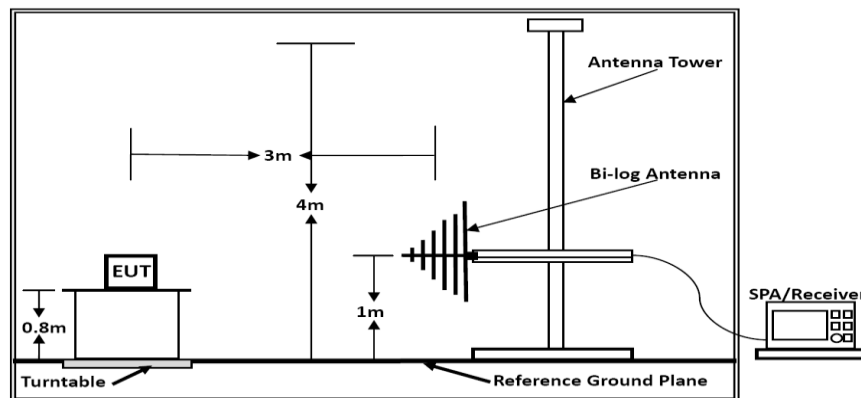 Antenna Tower
3m
Bi-log Antenna
4m
EUT
SPA/Receiver
0.8m
1m
Turntable
Reference Ground Plane